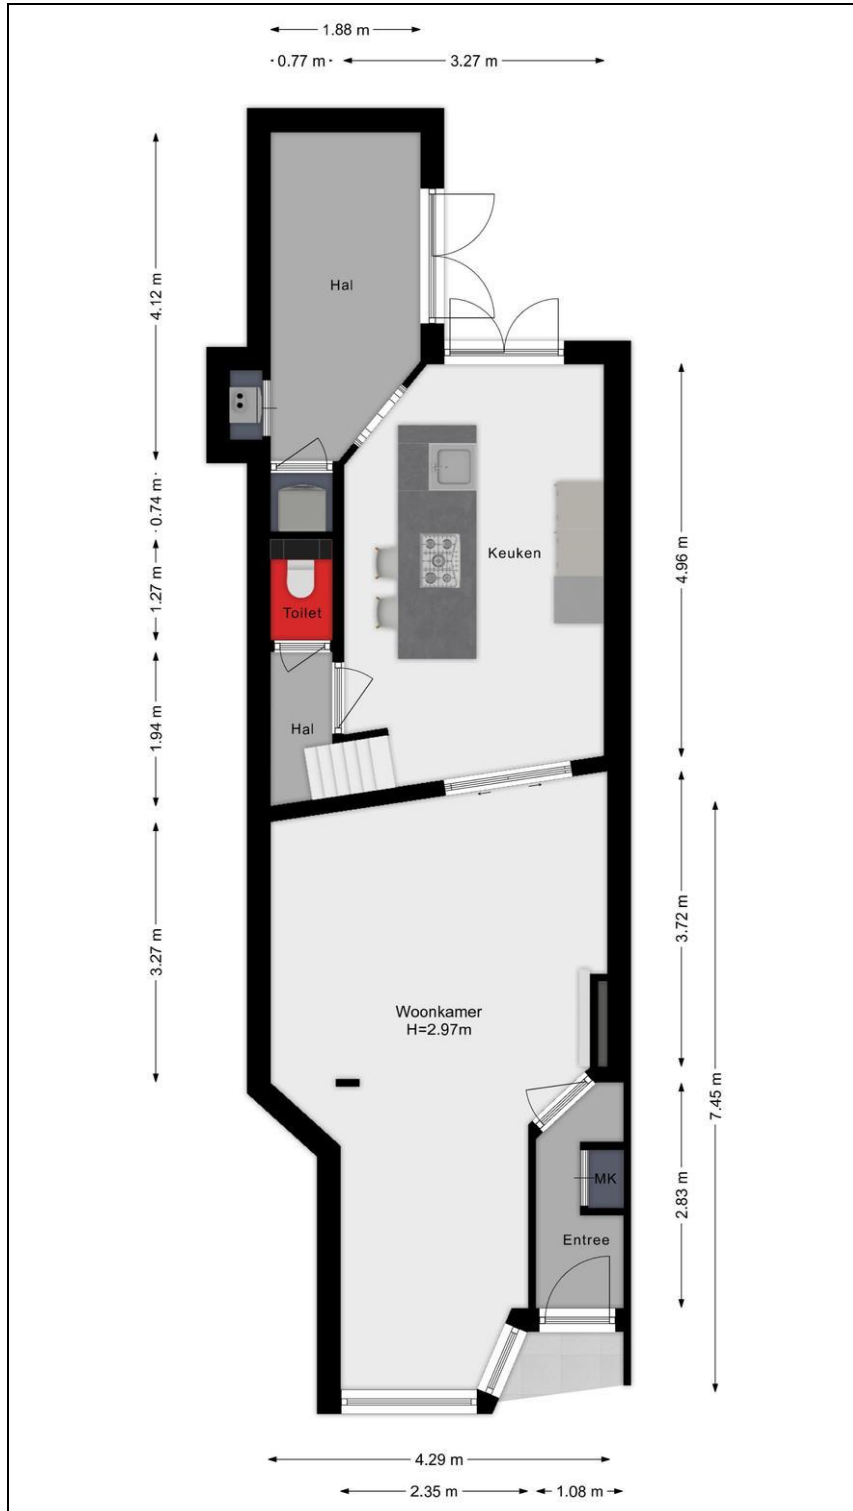 1.88 m
0.77 m
3.27 m
4.12 m
Hal
0.74 m
4.96 m
Keuken
1.27 m
Toilet
1.94 m
Hal
3.27 m
3.72 m
Woonkamer
H=2.97m
7.45 m
MK
2.83 m
Entree
4.29 m
2.35 m
1.08 m